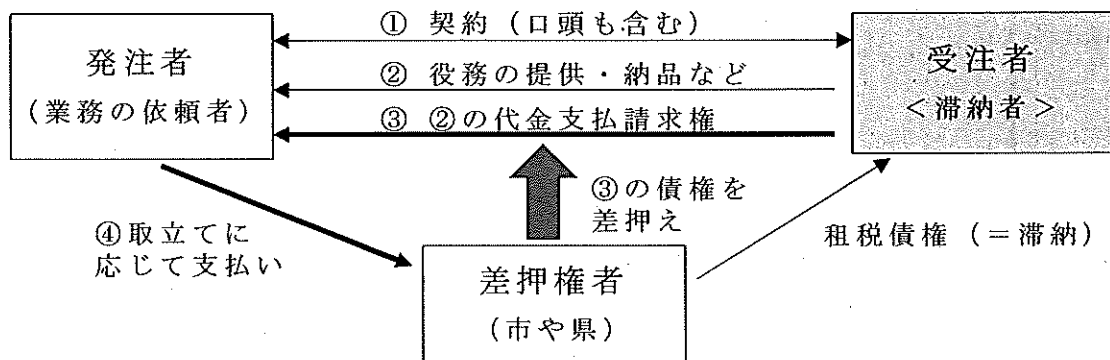 ① 契約（口頭も含む）
発注者
（業務の依頼者）
② 役務の提供・納品など
受注者
＜滞納者＞
③ ②の代金支払請求権
③の債権を
差押え
④取立てに
応じて支払い
租税債権（＝滞納）
差押権者
（市や県）